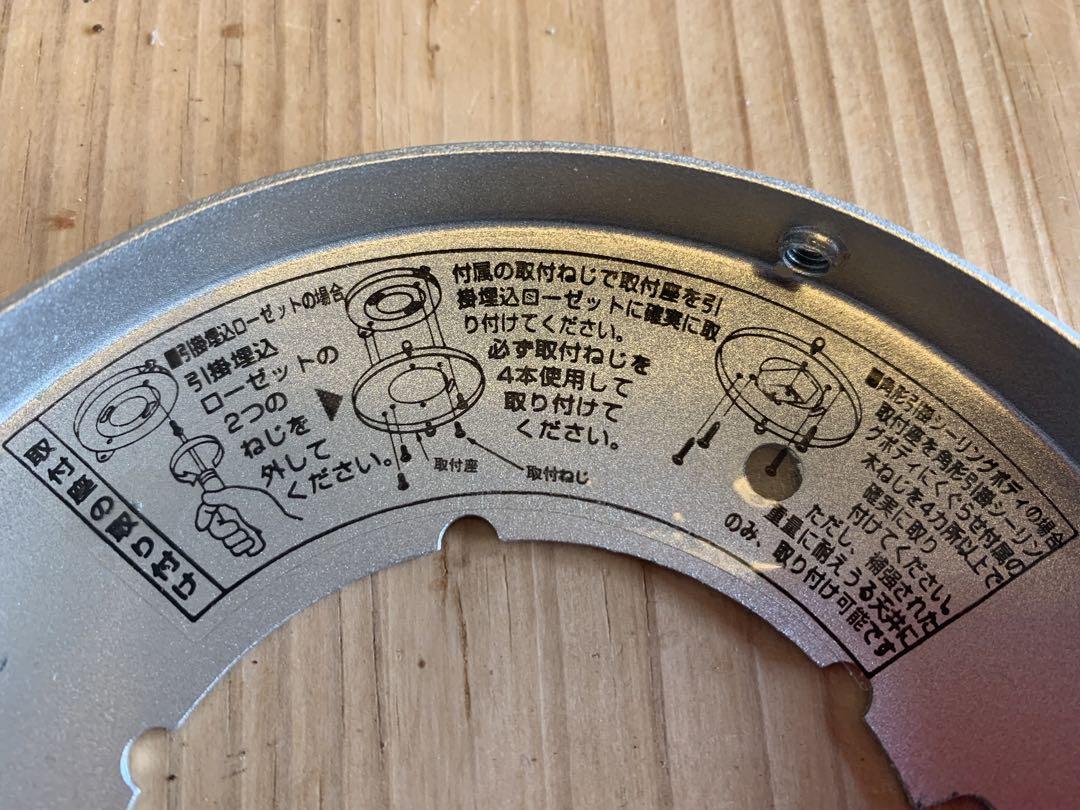 取付座の取り付け
■引掛埋込ローゼットの場合
引掛埋込
ローゼットの
2つの
ねじを
外して
ください。
付属の取付ねじで取付座を引
掛埋込ローゼットに確実に取
り付けてください。
必ず取付ねじを
4本使用して
取り付けて
ください。
取付座
取付ねじ
■角形引掛シーリングボディの場合
取付座を角形引掛シーリン
グボディにくぐらせ付属の
木ねじを4カ所以上で
確実に取り
付けてください。
ただし、補強された
重量に耐えうる天井に
のみ、取り付け可能です